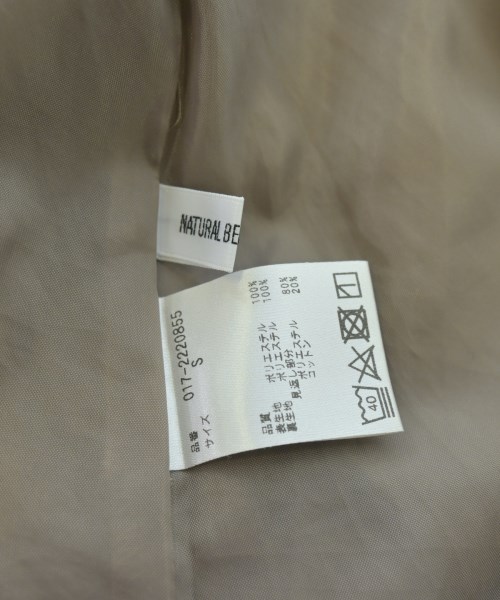 NATURAL BE
品番 017-2220855
サイズ S
品質
表生地 ポリエステル 100%
裏生地 ポリエステル 100%
見返し部分
ポリエステル 80%
コットン 20%
40